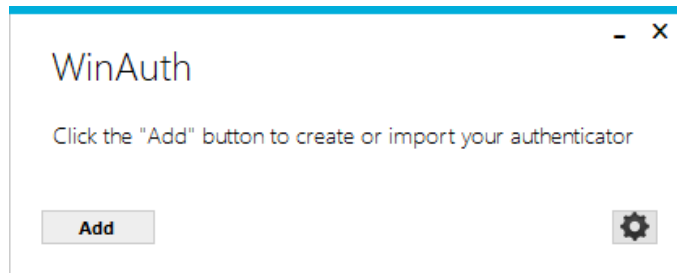 WinAuth
Click the "Add" button to create or import your authenticator
Add